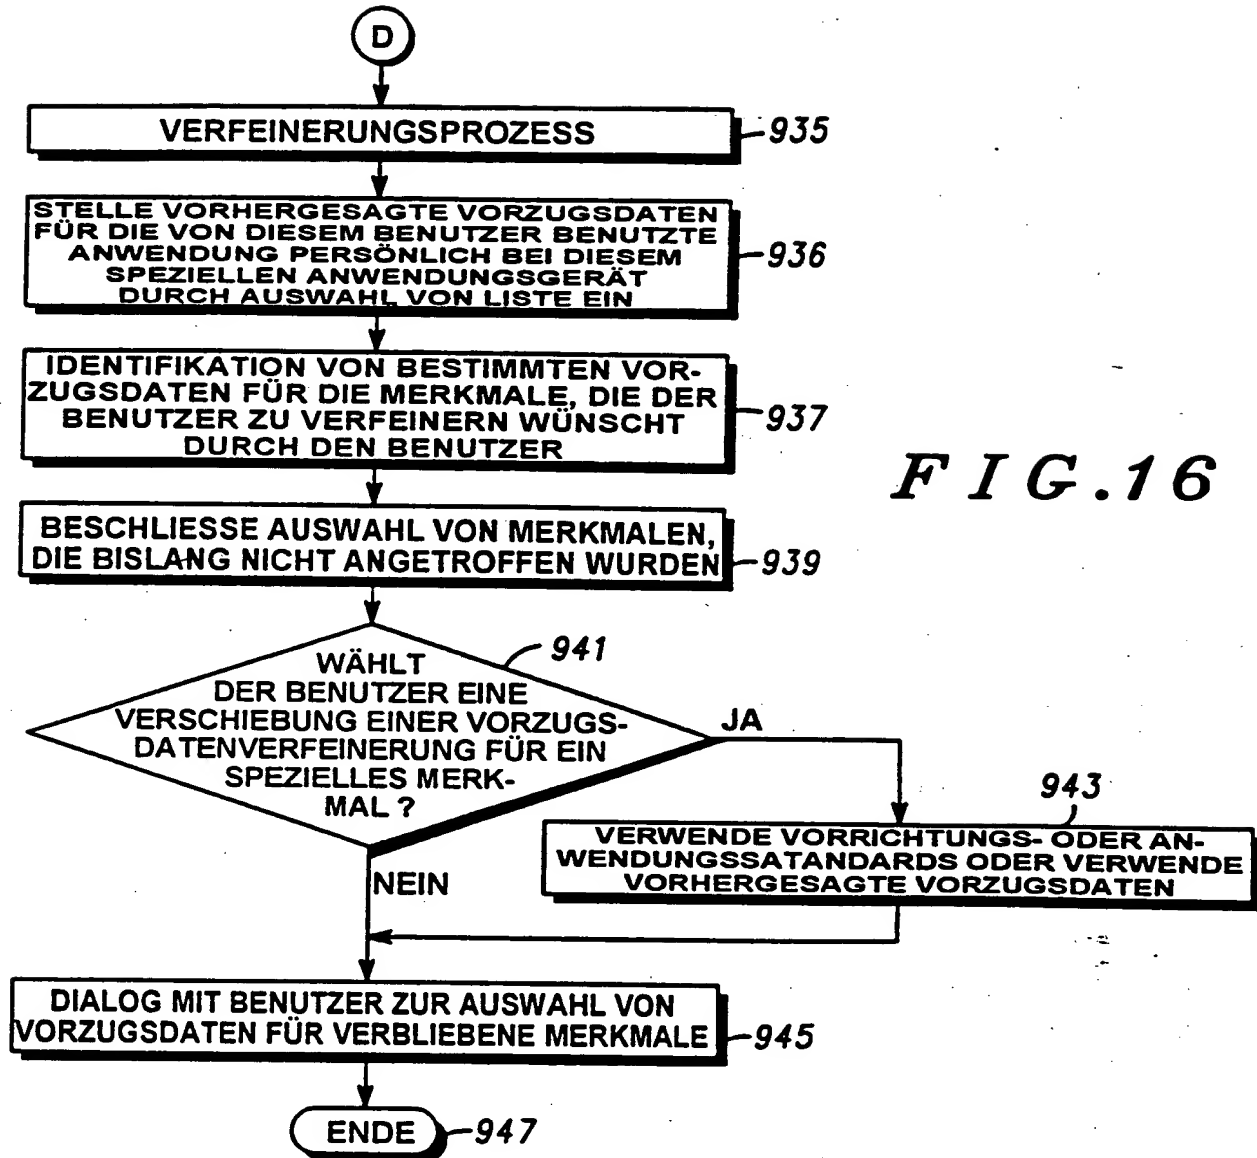 D
VERFEINERUNGSPROZESS
935
STELLE VORHERGESAGTE VORZUGSDATEN
FÜR DIE VON DIESEM BENUTZER BENUTZTE
ANWENDUNG PERSÖNLICH BEI DIESEM
SPEZIELLEN ANWENDUNGSGERÄT
DURCH AUSWAHL VON LISTE EIN
936
IDENTIFIKATION VON BESTIMMTEN VOR-
ZUGSDATEN FÜR DIE MERKMALE, DIE DER
BENUTZER ZU VERFEINERN WÜNSCHT
DURCH DEN BENUTZER
937
FIG.16
BESCHLIESSE AUSWAHL VON MERKMALEN,
DIE BISLANG NICHT ANGETROFFEN WURDEN
939
941
WÄHLT
DER BENUTZER EINE
VERSCHIEBUNG EINER VORZUGS-
DATENVERFEINERUNG FÜR EIN
SPEZIELLES MERK-
MAL ?
JA
943
VERWENDE VORRICHTUNGS- ODER AN-
WENDUNGSSATANDARDS ODER VERWENDE
VORHERGESAGTE VORZUGSDATEN
NEIN
DIALOG MIT BENUTZER ZUR AUSWAHL VON
VORZUGSDATEN FÜR VERBLIEBENE MERKMALE
945
ENDE
947